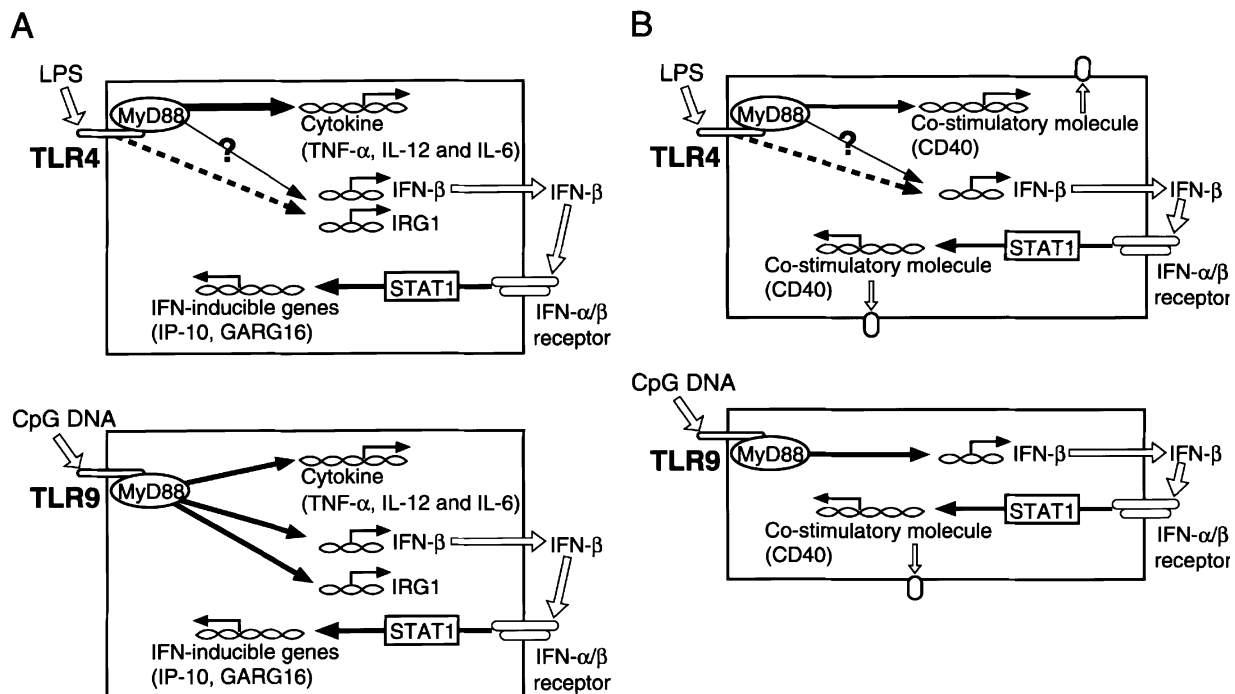 A
LPS
MyD88
TLR4
?
Cytokine
(TNF-α, IL-12 and IL-6)
IFN-β
IFN-β
IRG1
STAT1
IFN-inducible genes
(IP-10, GARG16)
IFN-α/β
receptor
CpG DNA
TLR9
MyD88
Cytokine
(TNF-α, IL-12 and IL-6)
IFN-β
IFN-β
IRG1
STAT1
IFN-inducible genes
(IP-10, GARG16)
IFN-α/β
receptor
B
LPS
MyD88
TLR4
?
Co-stimulatory molecule
(CD40)
IFN-β
IFN-β
STAT1
Co-stimulatory molecule
(CD40)
IFN-α/β
receptor
CpG DNA
TLR9
MyD88
IFN-β
IFN-β
STAT1
Co-stimulatory molecule
(CD40)
IFN-α/β
receptor